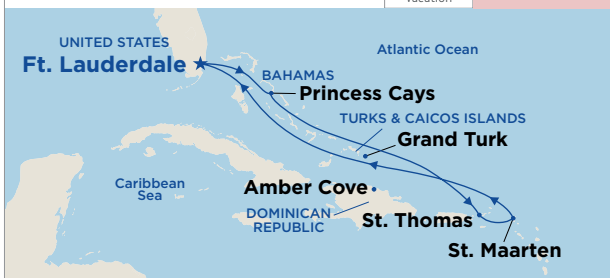 vacation
UNITED STATES
Ft. Lauderdale
Atlantic Ocean
BAHAMAS
Princess Cays
TURKS & CAICOS ISLANDS
Grand Turk
Caribbean
Sea
Amber Cove
DOMINICAN
REPUBLIC
St. Thomas
St. Maarten